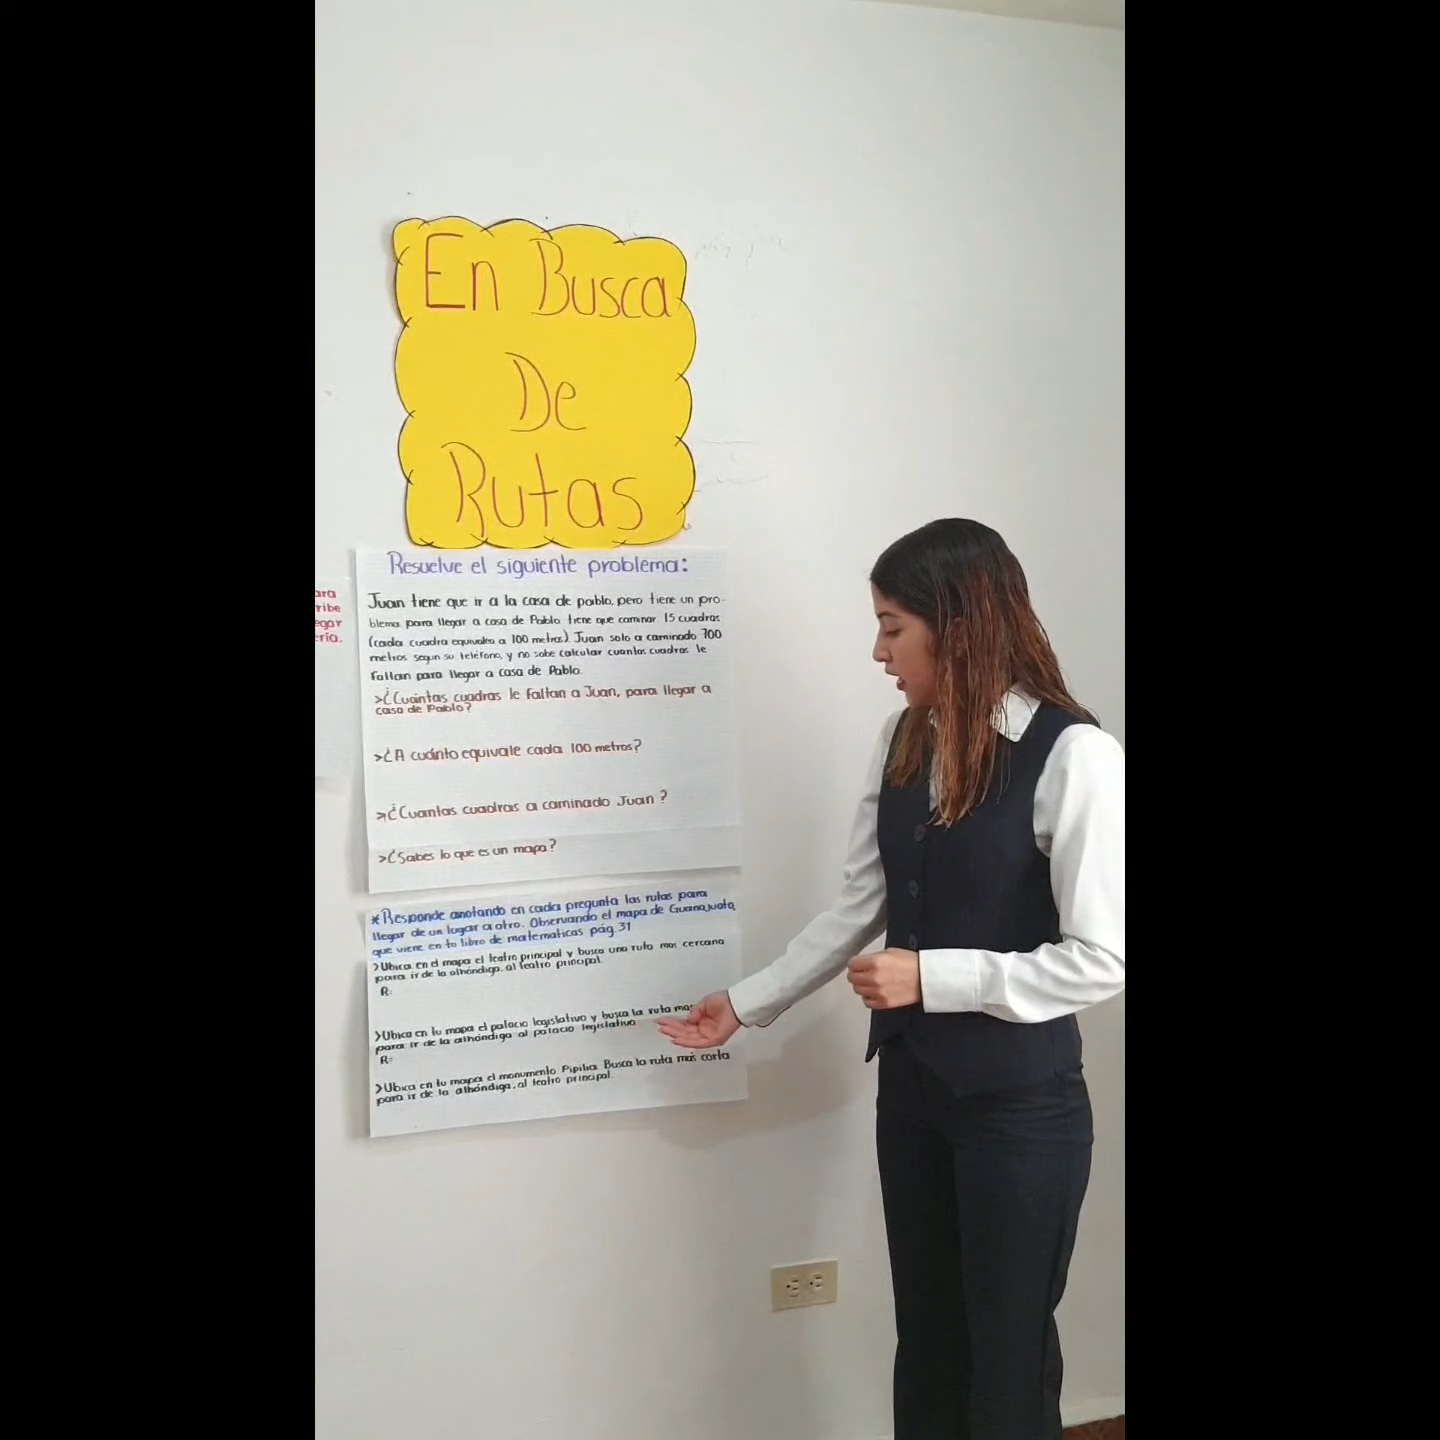 En Busca
De
Rutas
ara
ribe
egar
ería.
Resuelve el siguiente problema:
Juan tiene que ir a la casa de pablo, pero tiene un pro-
blema para llegar a casa de Pablo tiene que caminar 15 cuadras
(cada cuadra equivalea a 100 metros). Juan solo a caminado 700
metros segun su teléfono, y no sabe calcular cuantas cuadras le
faltan para llegar a casa de Pablo.
>¿Cuántas cuadras le faltan a Juan, para llegar a
casa de Pablo?
>¿A cuánto equivale cada 100 metros?
>¿Cuantas cuadras a caminado Juan?
>¿Sabes lo que es un mapa?
*Responde anotando en cada pregunta las rutas para
llegar de un lugar a otro. Observando el mapa de Guanajuato,
que viene en tu libro de matematicas pág 31
>Ubica en el mapa el teatro principal y busca una ruta mas cercana
para ir de la alhóndiga al teatro principal.
R:
>Ubica en tu mapa el palacio legislativo y busca la ruta mas
para ir de la alhóndiga al palacio legislativo
R:
>Ubica en tu mapa el monumento Pipilia. Busca la ruta más corta
para ir de la alhóndiga, al teatro principal.